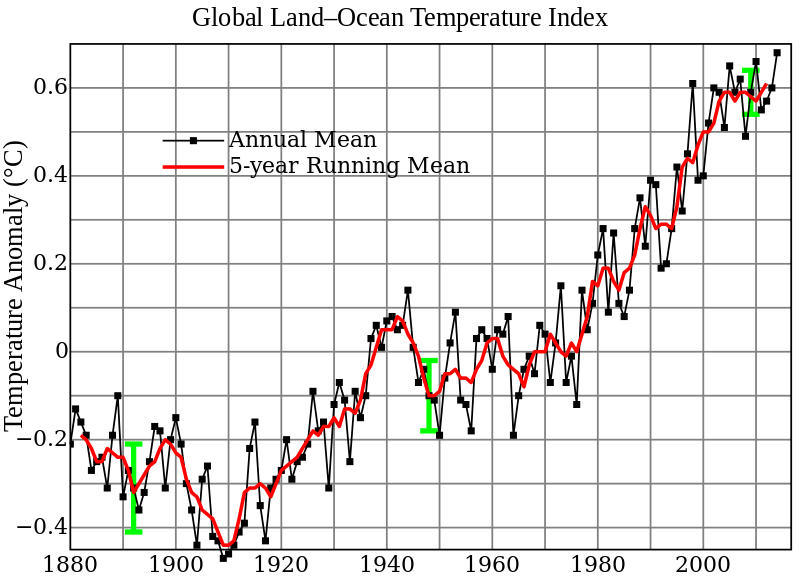 Global Land–Ocean Temperature Index
Temperature Anomaly (°C)
Annual Mean
5-year Running Mean
0.6
0.4
0.2
0
−0.2
−0.4
1880 1900 1920 1940 1960 1980 2000